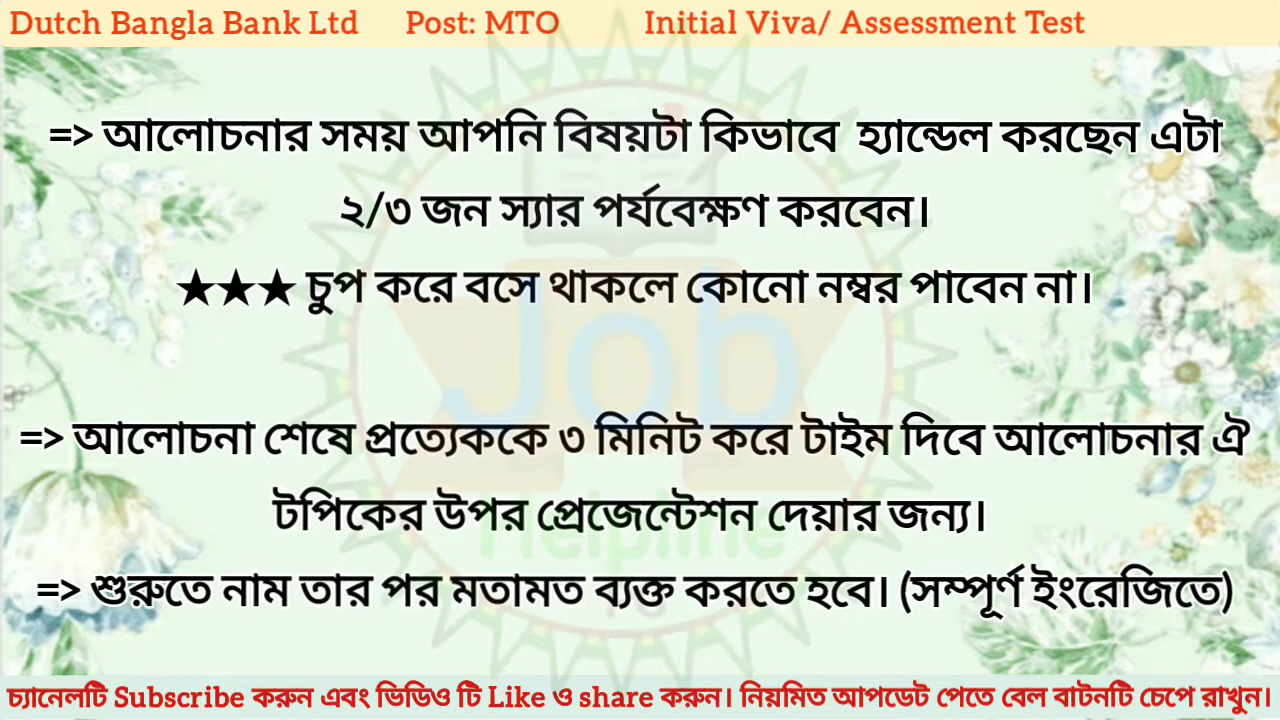 Dutch Bangla Bank Ltd Post: MTO Initial Viva/ Assessment Test
=> আলোচনার সময় আপনি বিষয়টা কিভাবে হ্যান্ডেল করছেন এটা
২/৩ জন স্যার পর্যবেক্ষণ করবেন।
★★★ চুপ করে বসে থাকলে কোনো নম্বর পাবেন না।
Job
=> আলোচনা শেষে প্রত্যেককে ৩ মিনিট করে টাইম দিবে আলোচনার ঐ
টপিকের উপর প্রেজেন্টেশন দেয়ার জন্য।
Helpline
=> শুরুতে নাম তার পর মতামত ব্যক্ত করতে হবে। (সম্পূর্ণ ইংরেজিতে)
চ্যানেলটি Subscribe করুন এবং ভিডিও টি Like ও share করুন। নিয়মিত আপডেট পেতে বেল বাটনটি চেপে রাখুন।